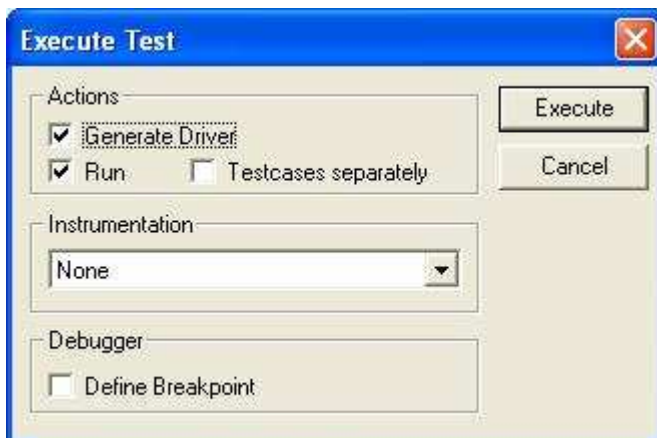 Execute Test
Actions
Generate Driver
Run
Testcases separately
Execute
Cancel
Instrumentation
None
Debugger
Define Breakpoint